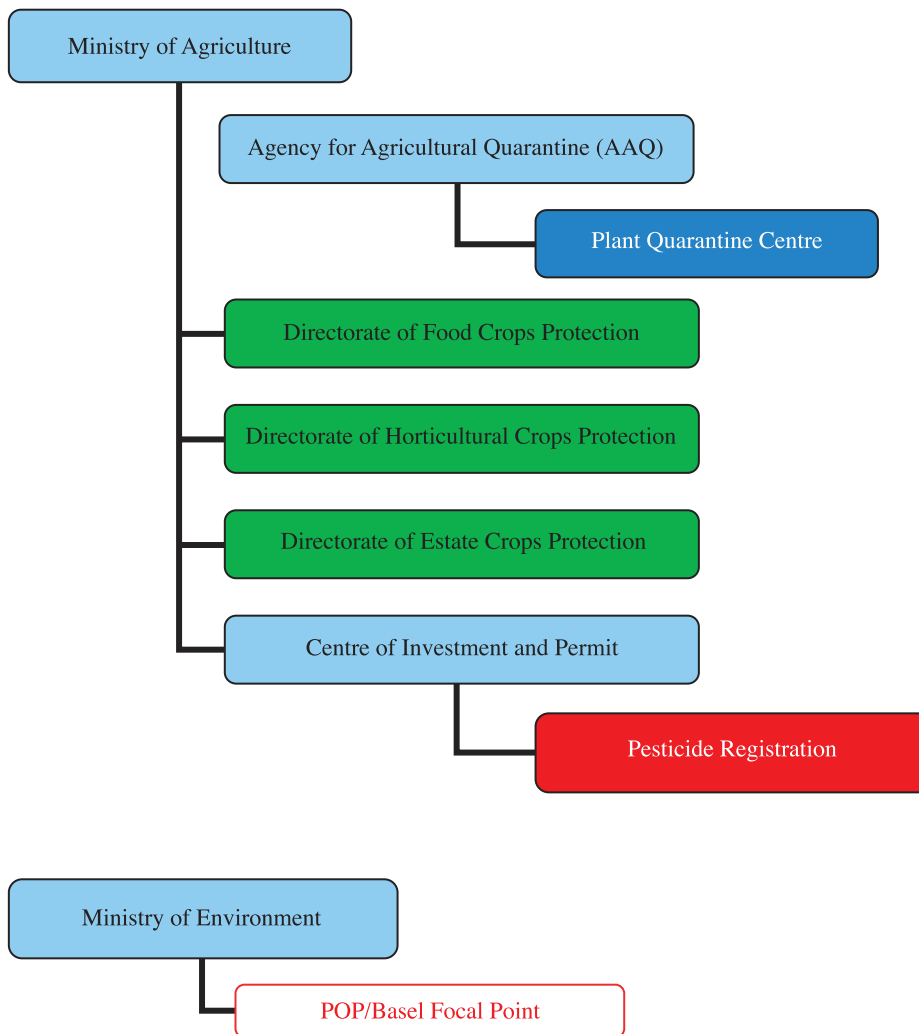 Ministry of Agriculture
Agency for Agricultural Quarantine (AAQ)
Plant Quarantine Centre
Directorate of Food Crops Protection
Directorate of Horticultural Crops Protection
Directorate of Estate Crops Protection
Centre of Investment and Permit
Pesticide Registration
Ministry of Environment
POP/Basel Focal Point